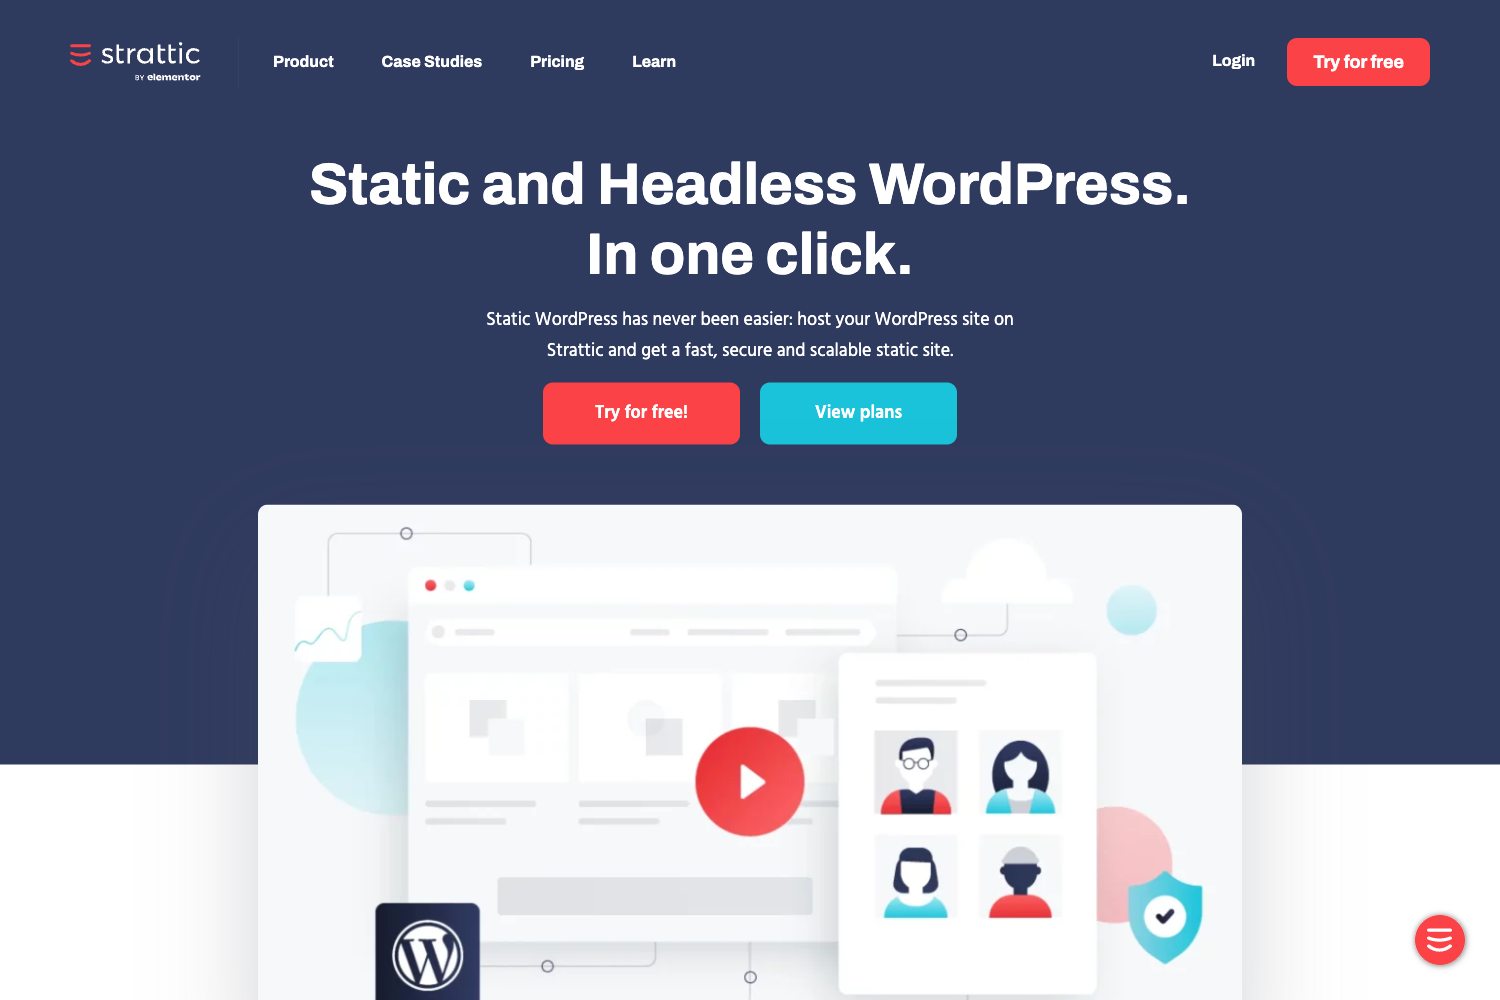 strattic
BY elementor
Product
Case Studies
Pricing
Learn
Login
Try for free
Static and Headless WordPress.
In one click.
Static WordPress has never been easier: host your WordPress site on
Strattic and get a fast, secure and scalable static site.
Try for free!
View plans